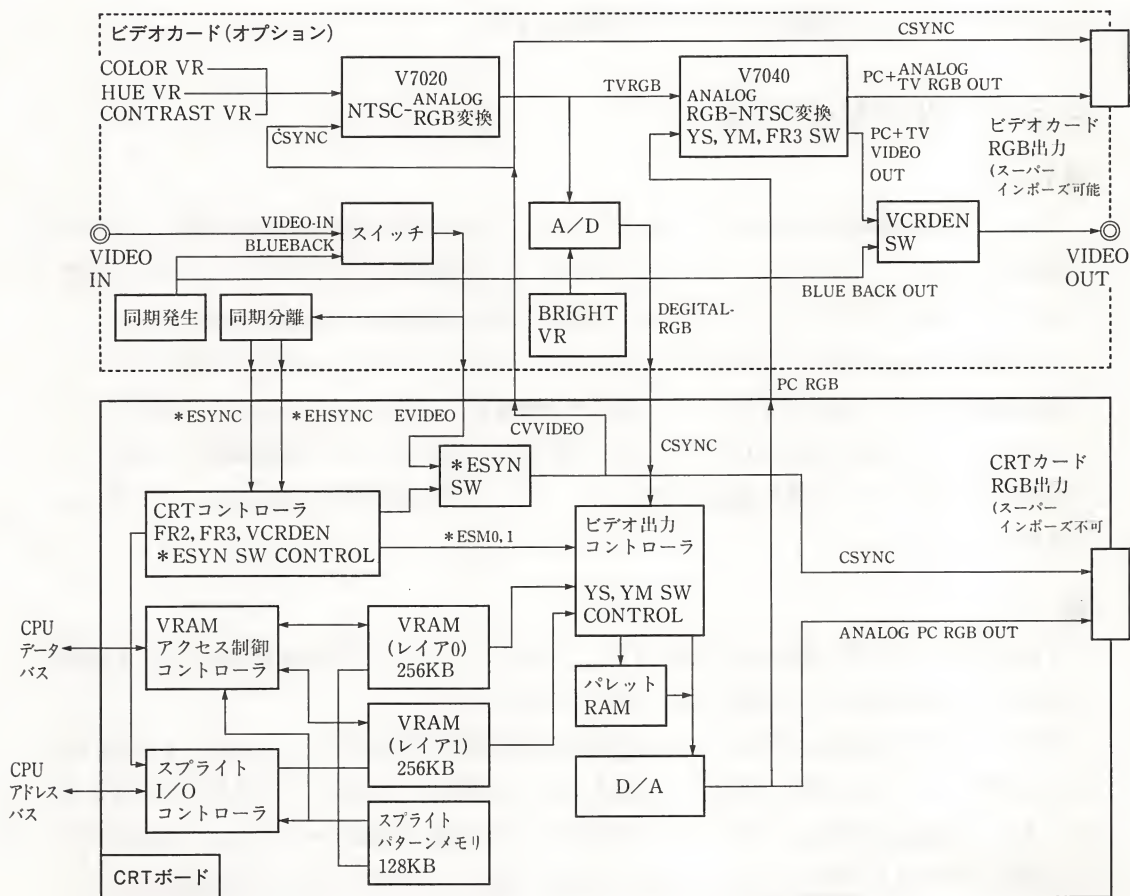 ビデオカード(オプション)
CSYNC
COLOR VR
HUE VR
CONTRAST VR
V7020
NTSC-ANALOG RGB変換
TVRGB
V7040
ANALOG
RGB-NTSC変換
YS, YM, FR3 SW
PC+ANALOG TV RGB OUT
CSYNC
PC+TV
VIDEO
OUT
ビデオカード
RGB出力
(スーパー
インポーズ可能
VIDEO-IN
BLUEBACK
スイッチ
A/D
VCRDEN
SW
VIDEO
IN
VIDEO
OUT
同期発生
同期分離
BRIGHT
VR
DEGITAL-
RGB
BLUE BACK OUT
PC RGB
*ESYNC
*EHSYNC
EVIDEO
CVVIDEO
CSYNC
*ESYN
SW
CRTカード
RGB出力
(スーパー
インポーズ不可
CRTコントローラ
FR2, FR3, VCRDEN
*ESYN SW CONTROL
*ESM0,1
ビデオ出力
コントローラ
YS, YM SW
CONTROL
CSYNC
CPU
データ
バス
VRAM
アクセス制御
コントローラ
VRAM
(レイア0)
256KB
ANALOG PC RGB OUT
パレット
RAM
VRAM
(レイア1)
256KB
CPU
アドレス
バス
スプライト
I/O
コントローラ
D/A
スプライト
パターンメモリ
128KB
CRTボード